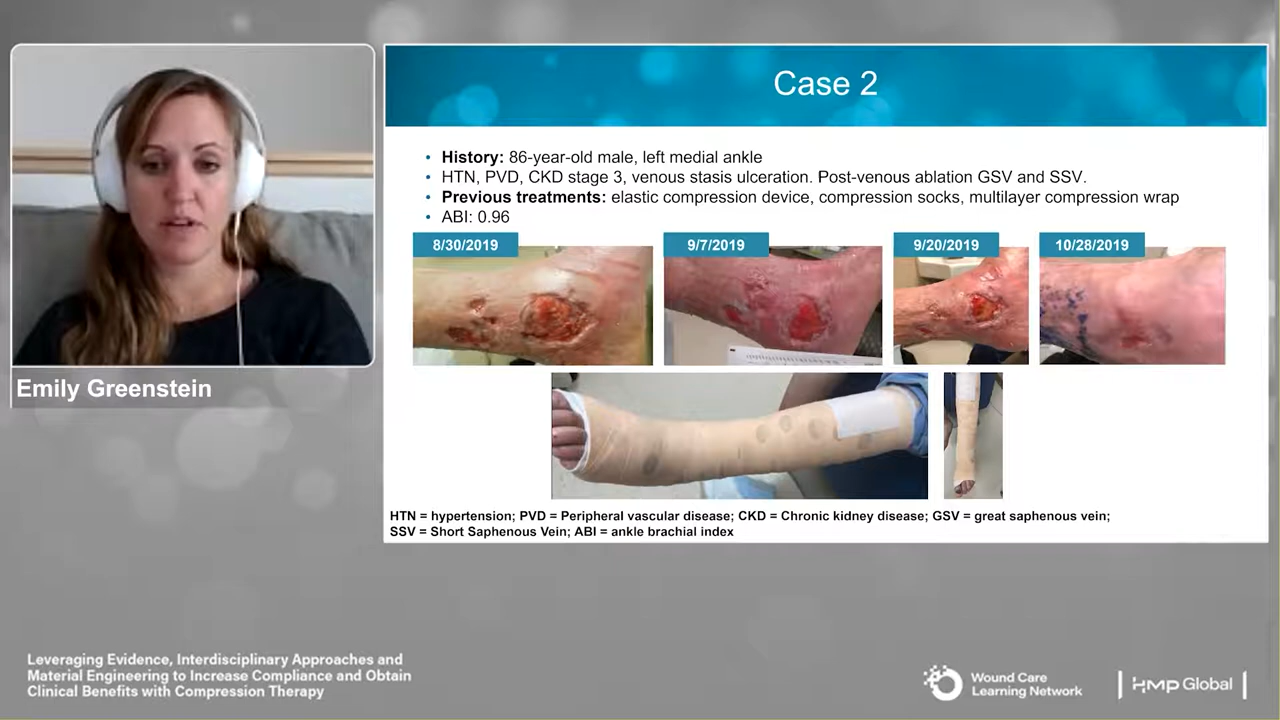 Case 2
• History: 86-year-old male, left medial ankle
• HTN, PVD, CKD stage 3, venous stasis ulceration. Post-venous ablation GSV and SSV.
• Previous treatments: elastic compression device, compression socks, multilayer compression wrap
• ABI: 0.96
8/30/2019
9/7/2019
9/20/2019
10/28/2019
Emily Greenstein
HTN = hypertension; PVD = Peripheral vascular disease; CKD = Chronic kidney disease; GSV = great saphenous vein;
SSV = Short Saphenous Vein; ABI = ankle brachial index
Leveraging Evidence, Interdisciplinary Approaches and
Material Engineering to Increase Compliance and Obtain
Clinical Benefits with Compression Therapy
Wound Care
Learning Network
HMP Global